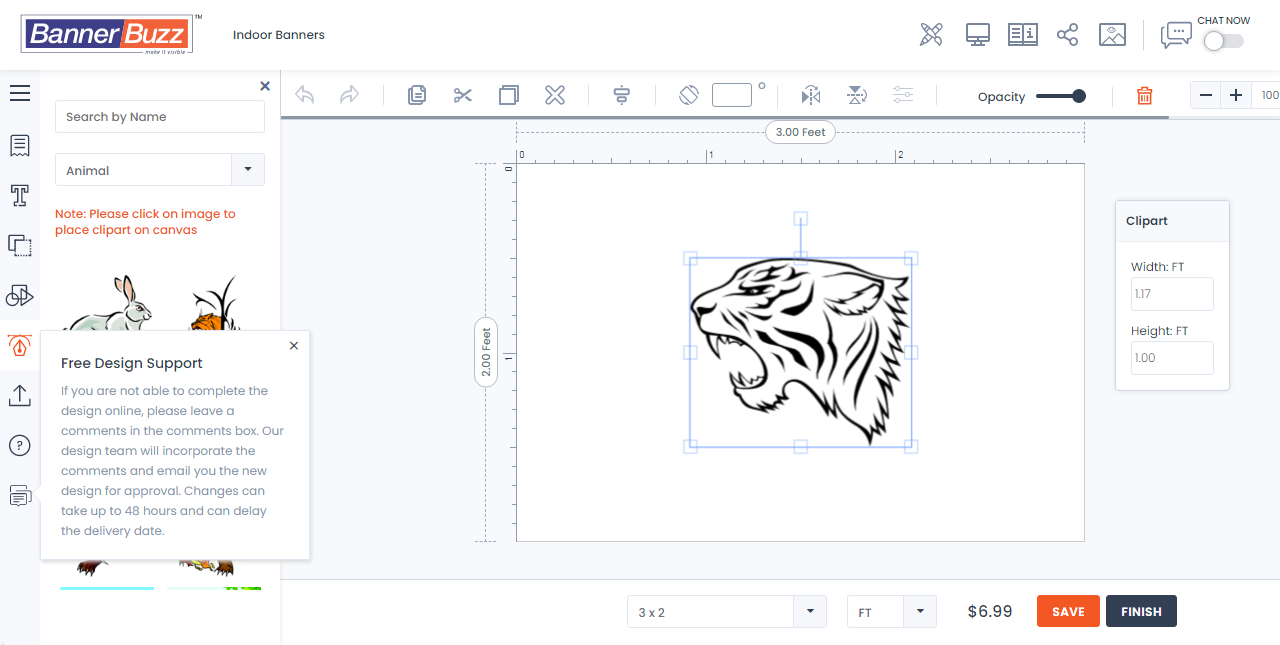 BannerBuzz™
make it visible
Indoor Banners
CHAT NOW
Search by Name
Animal
Note: Please click on image to
place clipart on canvas
Free Design Support
If you are not able to complete the
design online, please leave a
comments in the comments box. Our
design team will incorporate the
comments and email you the new
design for approval. Changes can
take up to 48 hours and can delay
the delivery date.
Opacity
100
3.00 Feet
0
1
2
0
1
2.00 Feet
Clipart
Width: FT
1.17
Height: FT
1.00
3 x 2
FT
$6.99
SAVE
FINISH